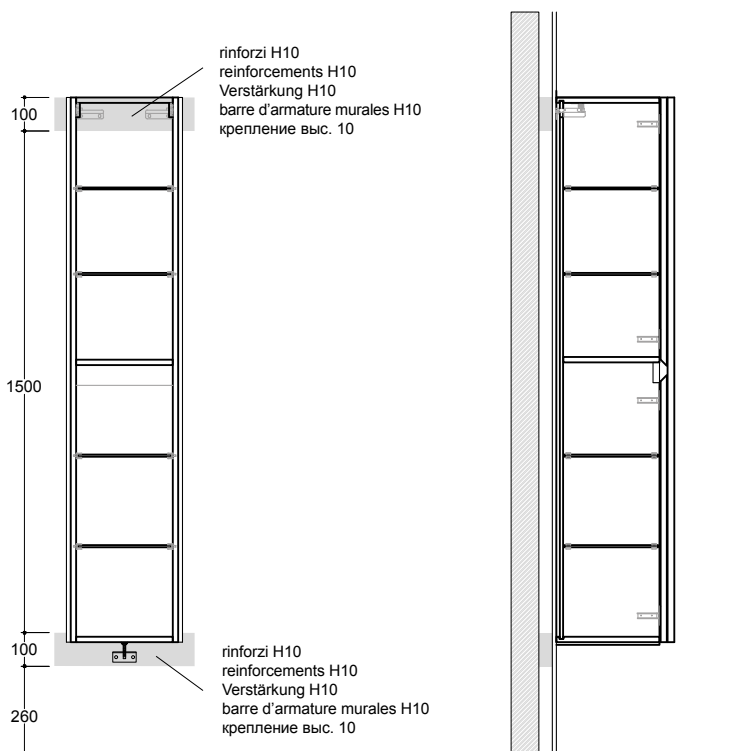 rinforzi H10
reinforcements H10
Verstärkung H10
barre d'armature murales H10
крепление выс. 10
100
1500
100
rinforzi H10
reinforcements H10
Verstärkung H10
barre d'armature murales H10
крепление выс. 10
260